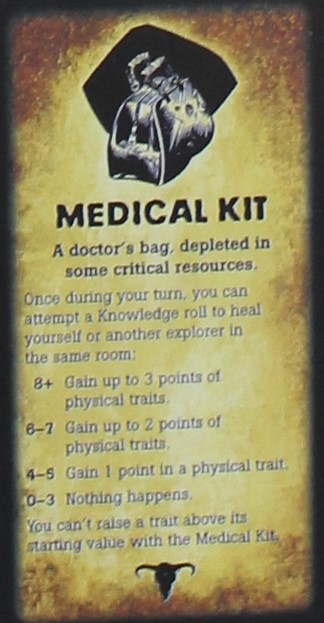 MEDICAL KIT
A doctor's bag, depleted in
some critical resources.
Once during your turn, you can
attempt a Knowledge roll to heal
yourself or another explorer in
the same room:
8+ Gain up to 3 points of
physical traits.
6-7 Gain up to 2 points of
physical traits.
4-5 Gain 1 point in a physical trait.
0-3 Nothing happens.
You can't raise a trait above its
starting value with the Medical Kit.